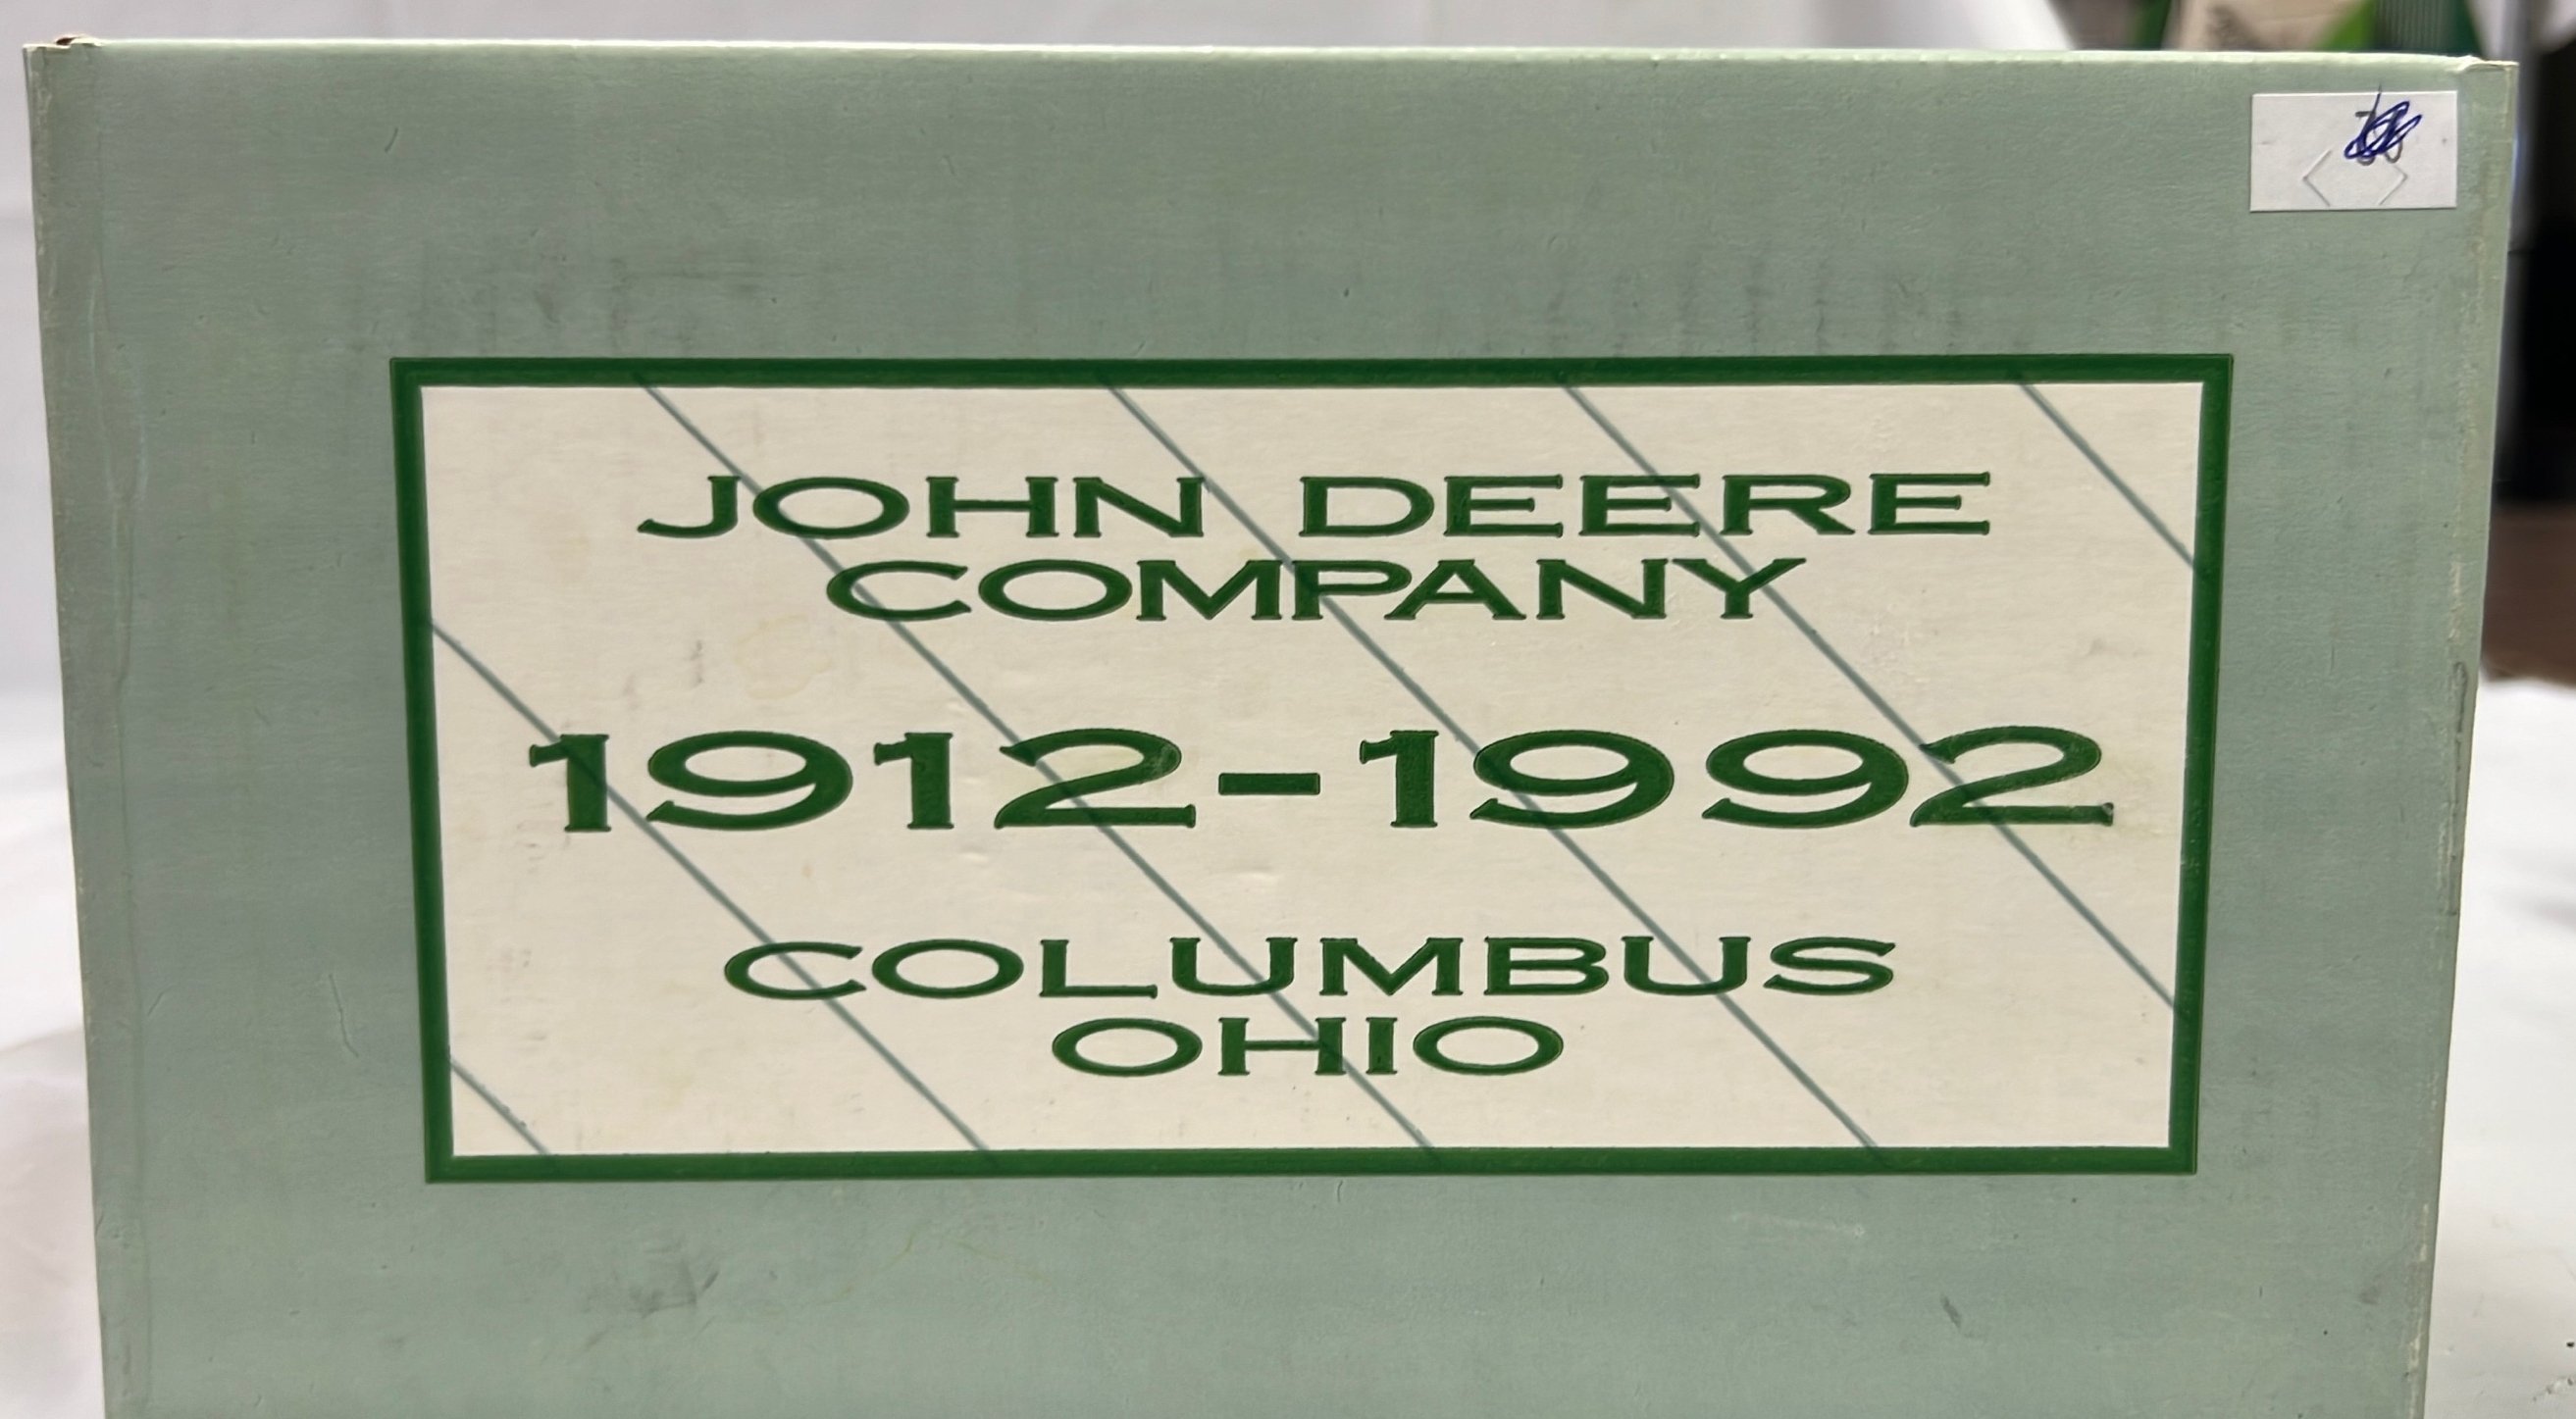 JOHN DEERE
COMPANY
1912-1992
COLUMBUS
OHIO